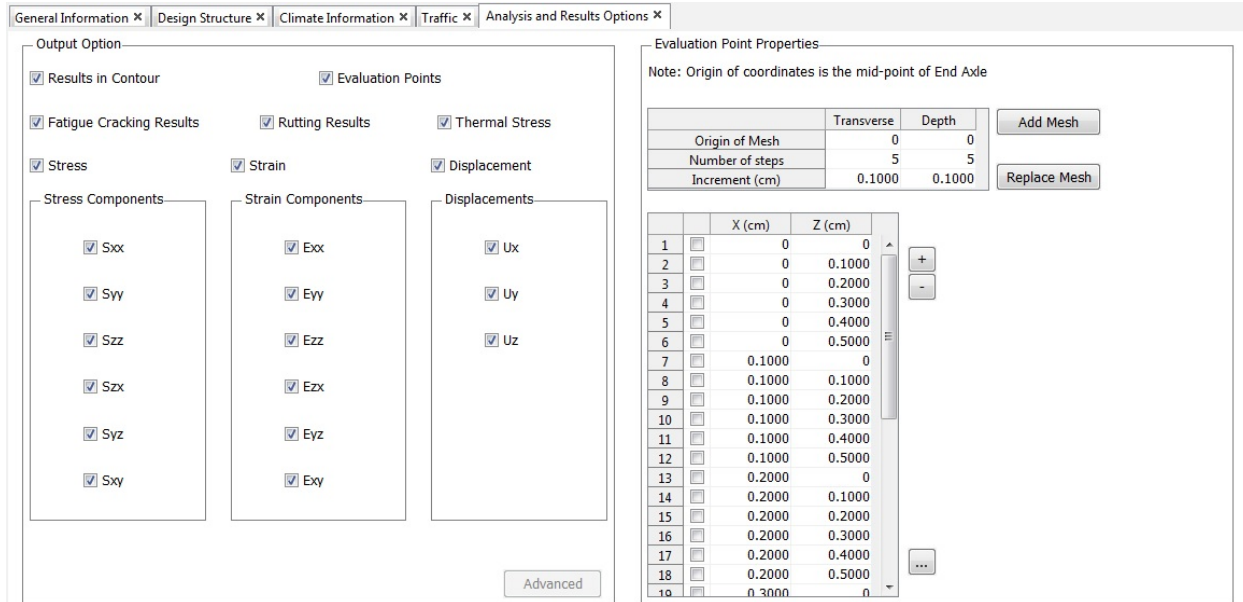 General Information × Design Structure × Climate Information × Traffic × Analysis and Results Options ×
Output Option
Results in Contour Evaluation Points
Fatigue Cracking Results Rutting Results Thermal Stress
Stress Strain Displacement
Stress Components Strain Components Displacements
Sxx Exx Ux
Syy Eyy Uy
Szz Ezz Uz
Szx Ezx
Syz Eyz
Sxy Exy
Advanced
Evaluation Point Properties
Note: Origin of coordinates is the mid-point of End Axle
Transverse Depth
Origin of Mesh 0 0
Number of steps 5 5
Increment (cm) 0.1000 0.1000
Add Mesh
Replace Mesh
X (cm) Z (cm)
1 0 0
2 0 0.1000
3 0 0.2000
4 0 0.3000
5 0 0.4000
6 0 0.5000
7 0.1000 0
8 0.1000 0.1000
9 0.1000 0.2000
10 0.1000 0.3000
11 0.1000 0.4000
12 0.1000 0.5000
13 0.2000 0
14 0.2000 0.1000
15 0.2000 0.2000
16 0.2000 0.3000
17 0.2000 0.4000
18 0.2000 0.5000
19 0.3000 0
+
-
...